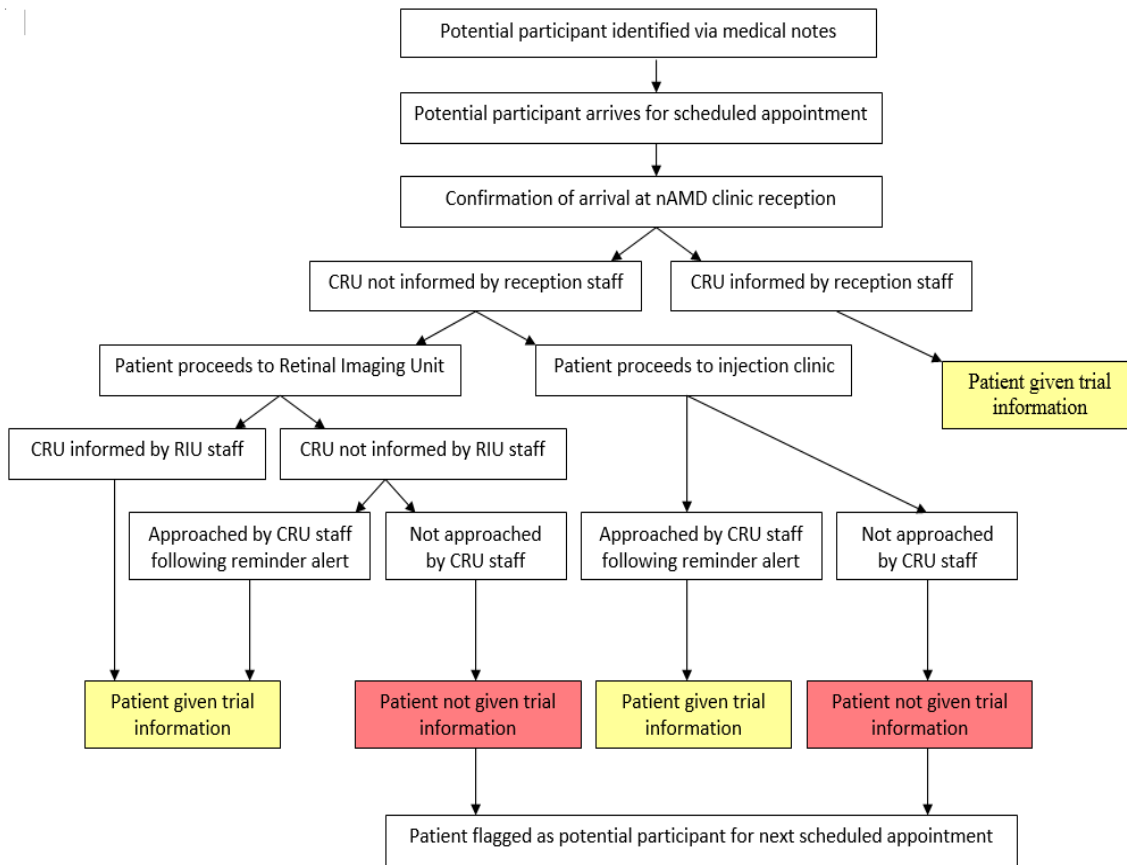 Potential participant identified via medical notes
Potential participant arrives for scheduled appointment
Confirmation of arrival at nAMD clinic reception
CRU not informed by reception staff
CRU informed by reception staff
Patient proceeds to Retinal Imaging Unit
Patient proceeds to injection clinic
Patient given trial
information
CRU informed by RIU staff
CRU not informed by RIU staff
Approached by CRU staff
following reminder alert
Not approached
by CRU staff
Approached by CRU staff
following reminder alert
Not approached
by CRU staff
Patient given trial
information
Patient not given trial
information
Patient given trial
information
Patient not given trial
information
Patient flagged as potential participant for next scheduled appointment